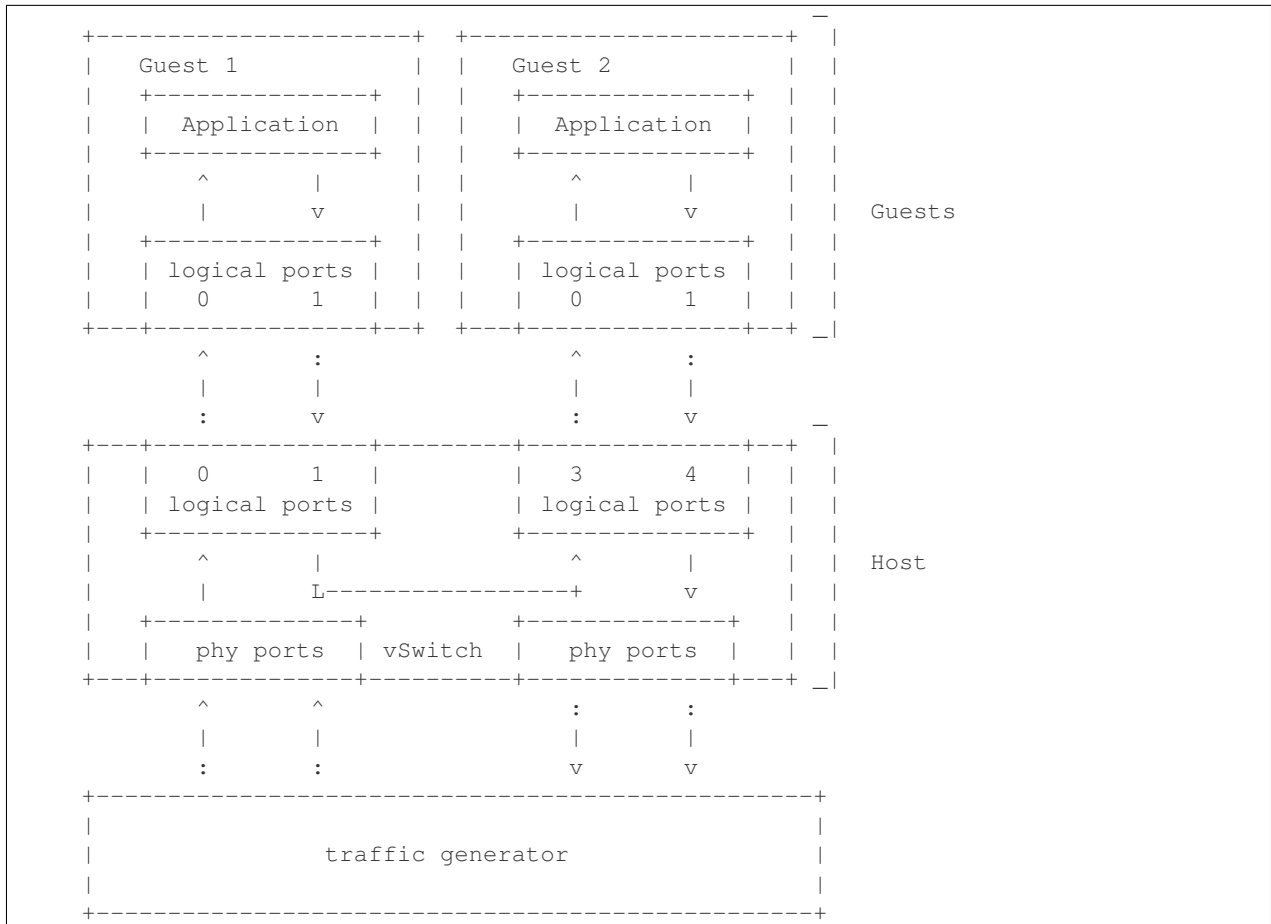 Guest 1 Guest 2
Application Application
Guests
logical ports logical ports
0 1 0 1
0 1 3 4
logical ports logical ports
Host
phy ports vSwitch phy ports
traffic generator